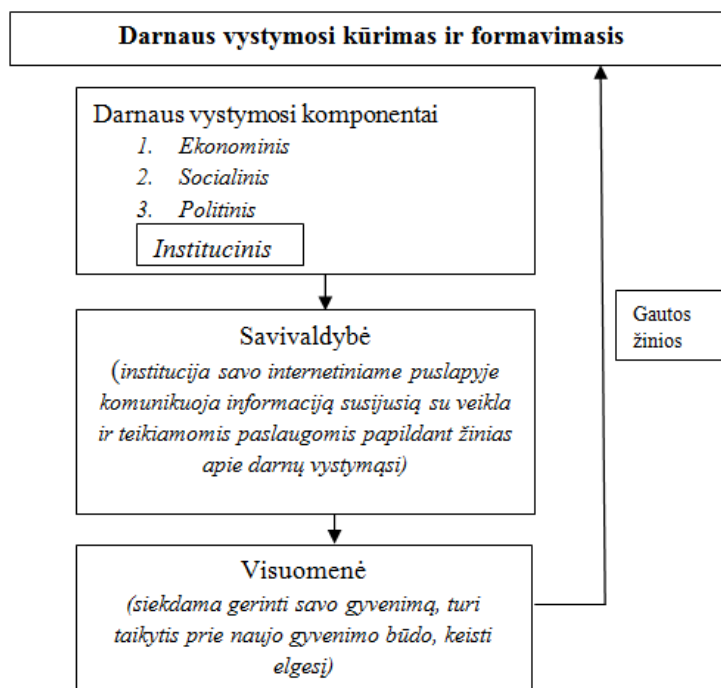 Darnaus vystymosi kūrimas ir formavimasis
Darnaus vystymosi komponentai
1. Ekonominis
2. Socialinis
3. Politinis
Institucinis
Savivaldybė
(institucija savo internetiniame puslapyje
komunikuoja informaciją susijusią su veikla
ir teikiamomis paslaugomis papildant žinias
apie darnų vystymąsi)
Gautos
žinios
Visuomenė
(siekdama gerinti savo gyvenimą, turi
taikytis prie naujo gyvenimo būdo, keisti
elgesį)